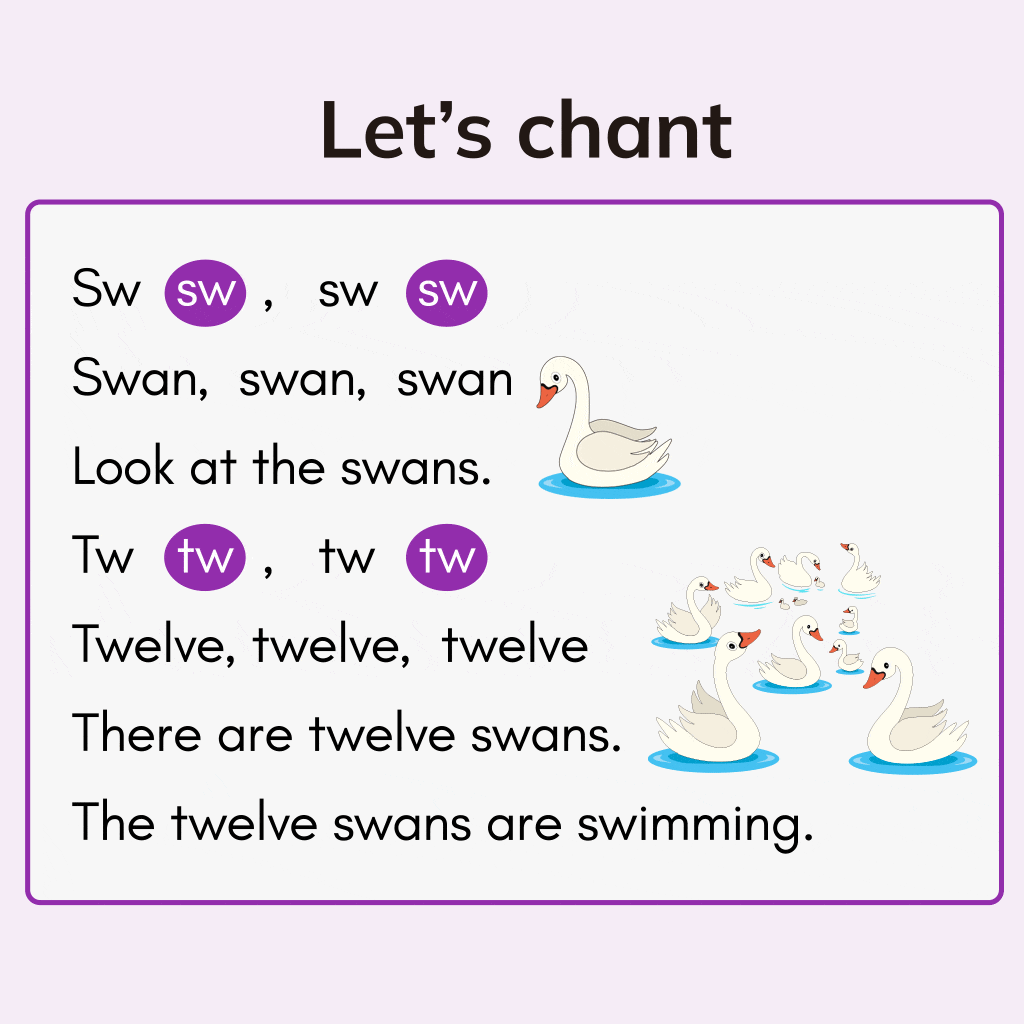 Let's chant
Sw sw, sw sw
Swan, swan, swan
Look at the swans.
Tw tw, tw tw
Twelve, twelve, twelve
There are twelve swans.
The twelve swans are swimming.